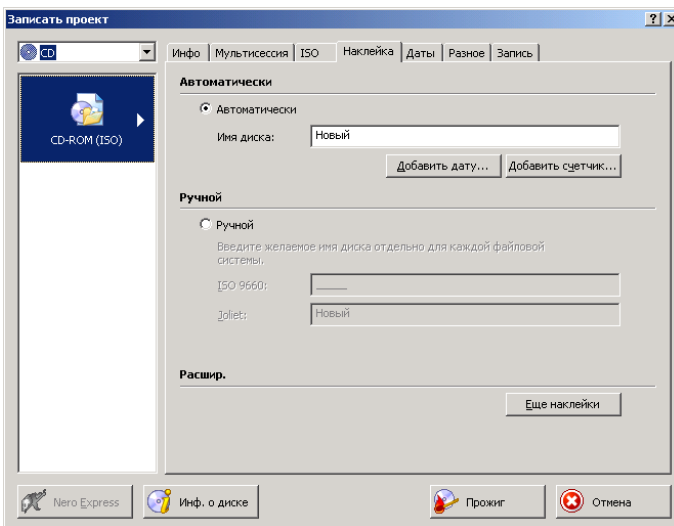 Записать проект
CD
CD-ROM (ISO)
Инфо Мультисессия ISO Наклейка Даты Разное Запись
Автоматически
Автоматически
Имя диска: Новый
Добавить дату... Добавить счетчик...
Ручной
Ручной
Введите желаемое имя диска отдельно для каждой файловой
системы.
ISO 9660: _____
Joliet: Новый
Расшир.
Еще наклейки
Nero Express Инф. о диске Прожиг Отмена